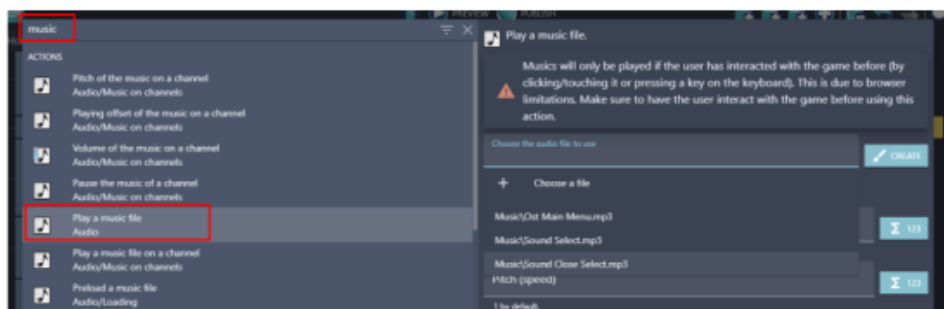 PREVIEW
PUBLISH
music
ACTIONS
Pitch of the music on a channel
Audio/Music on channels
Playing offset of the music on a channel
Audio/Music on channels
Volume of the music on a channel
Audio/Music on channels
Pause the music of a channel
Audio/Music on channels
Play a music file
Audio
Play a music file on a channel
Audio/Music on channels
Preload a music file
Audio/Loading
Play a music file.
Musics will only be played if the user has interacted with the game before (by
clicking/touching it or pressing a key on the keyboard). This is due to browser
limitations. Make sure to have the user interact with the game before using this
action.
Choose the audio file to use
CREATE
+ Choose a file
Music\Ost Main Menu.mp3
Σ 123
Music\Sound Select.mp3
Music\Sound Close Select.mp3
Pitch (speed)
Σ 123
1 by default.